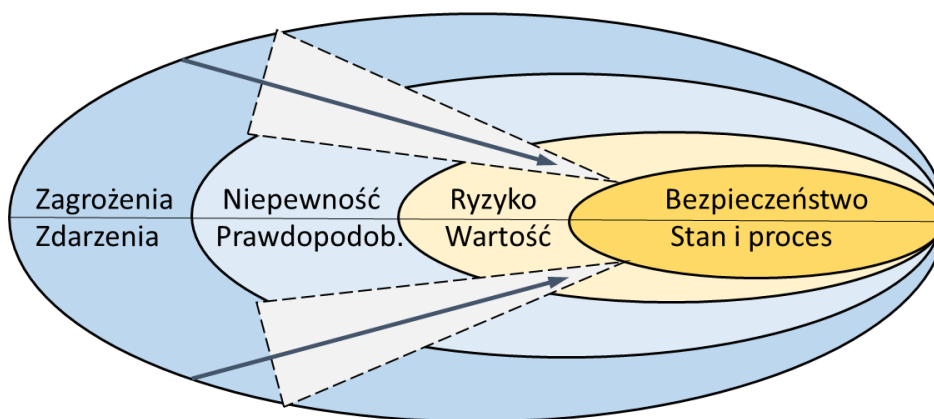 Zagrożenia
Zdarzenia
Niepewność
Prawdopodob.
Ryzyko
Wartość
Bezpieczeństwo
Stan i proces